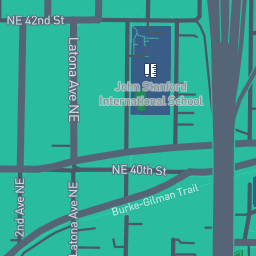 NE 42nd St
Latona Ave NE
John Stanford
International School
NE 40th St
Burke-Gilman Trail
2nd Ave NE
Latona Ave NE